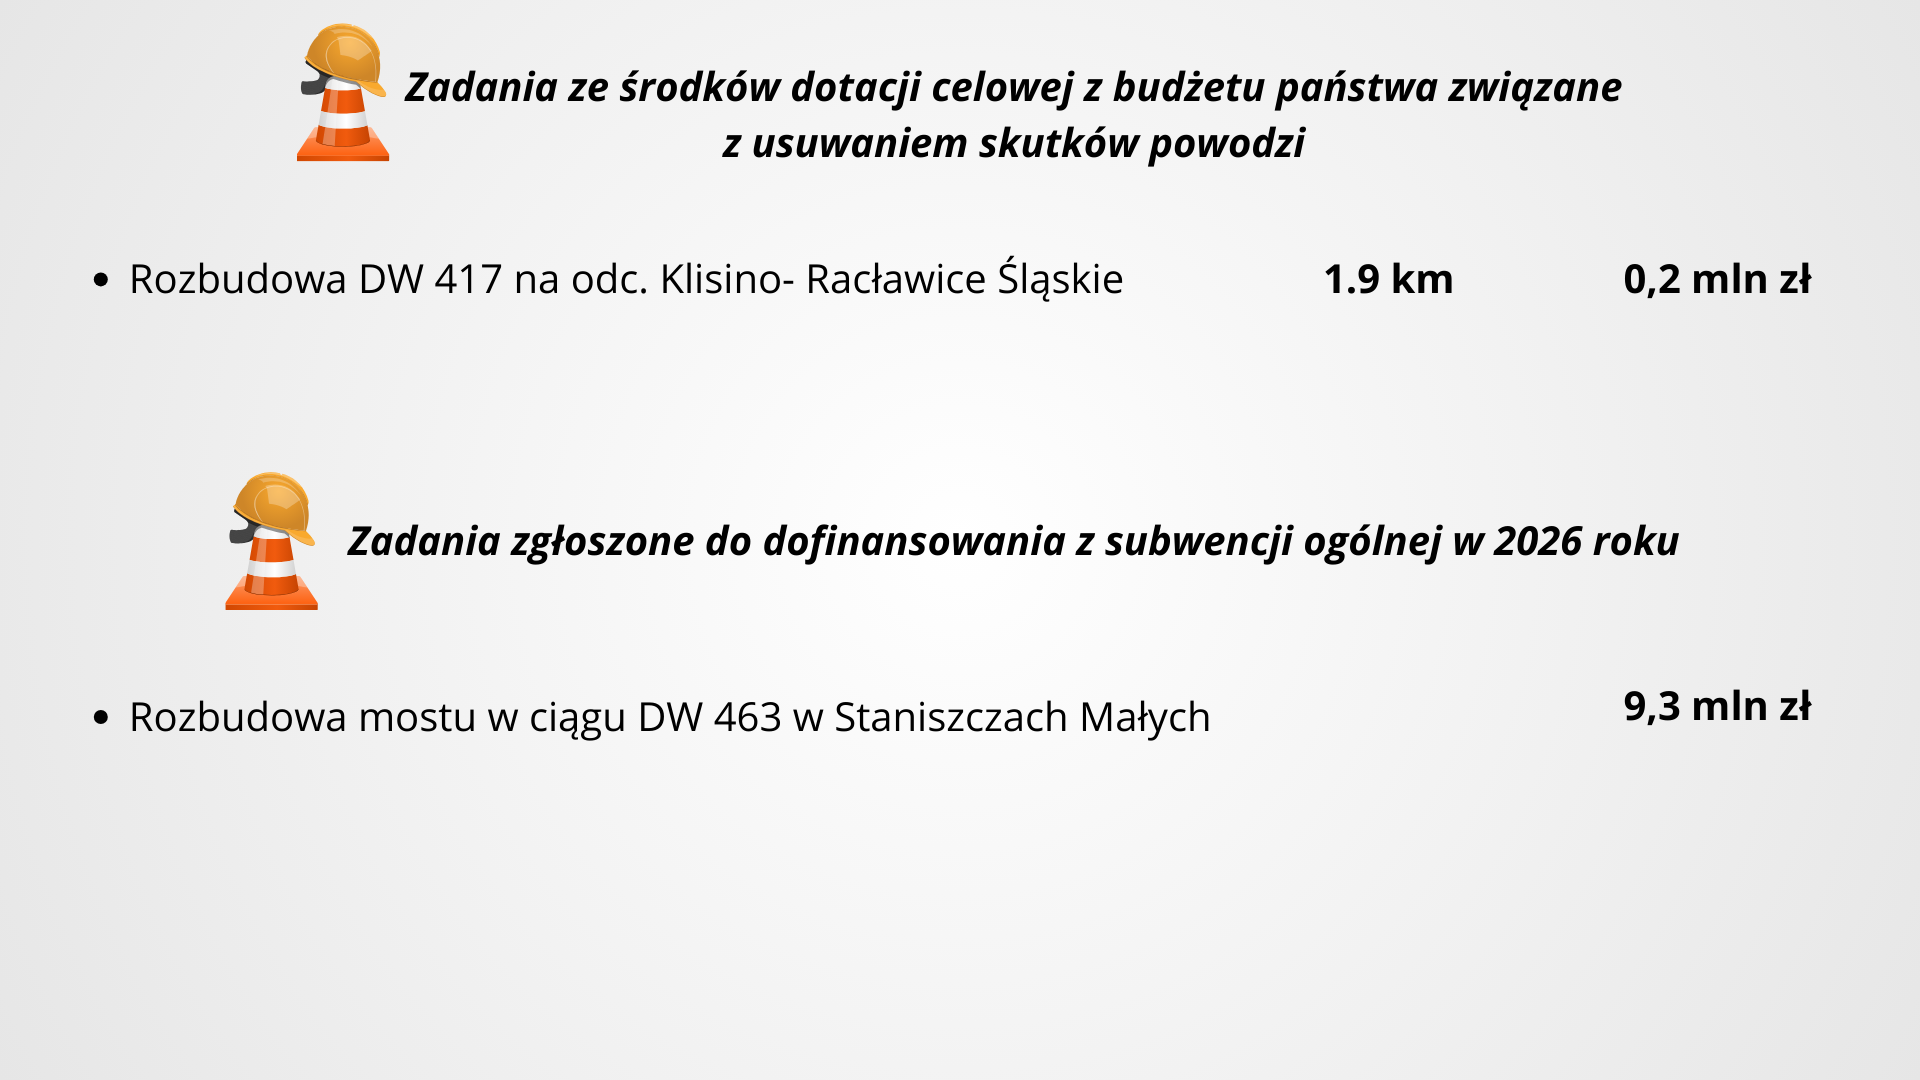 Zadania ze środków dotacji celowej z budżetu państwa związane
z usuwaniem skutków powodzi
• Rozbudowa DW 417 na odc. Klisino- Racławice Śląskie 1.9 km 0,2 mln zł
Zadania zgłoszone do dofinansowania z subwencji ogólnej w 2026 roku
• Rozbudowa mostu w ciągu DW 463 w Staniszczach Małych 9,3 mln zł